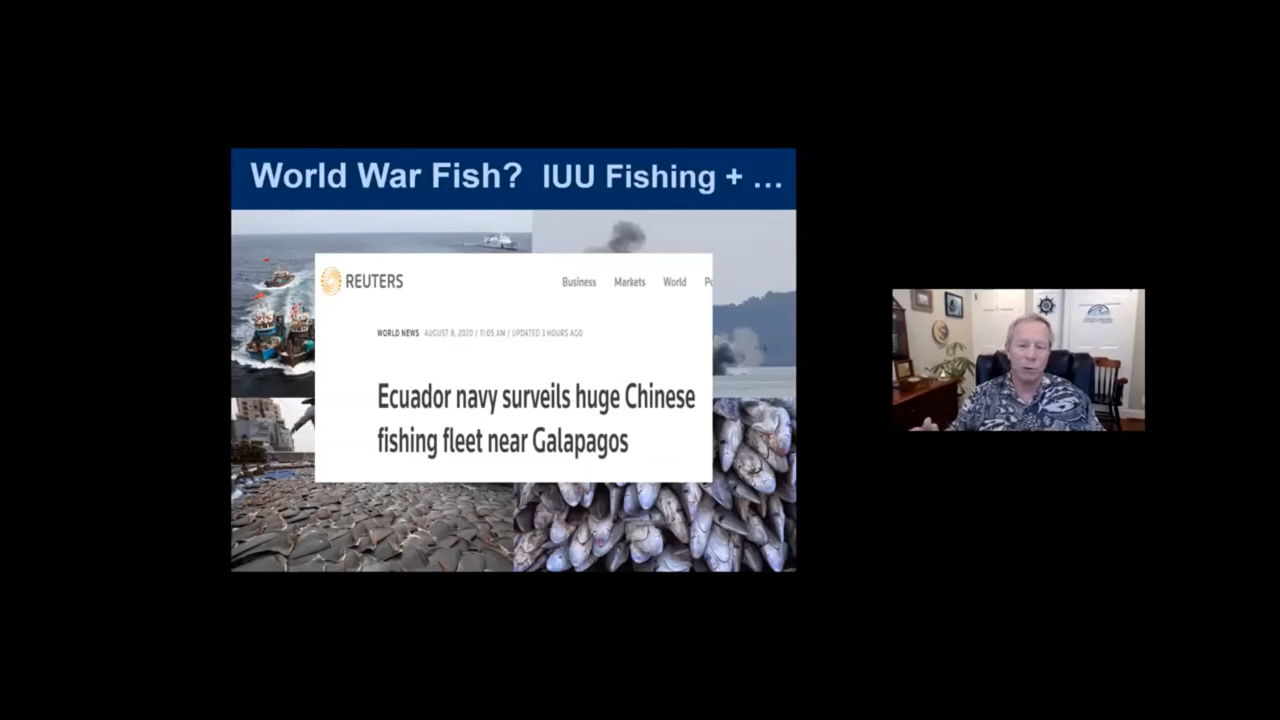 World War Fish? IUU Fishing + ...
REUTERS
Business Markets World
WORLD NEWS AUGUST 9, 2020 / 11:05 AM / UPDATED 3 HOURS AGO
Ecuador navy surveils huge Chinese
fishing fleet near Galapagos